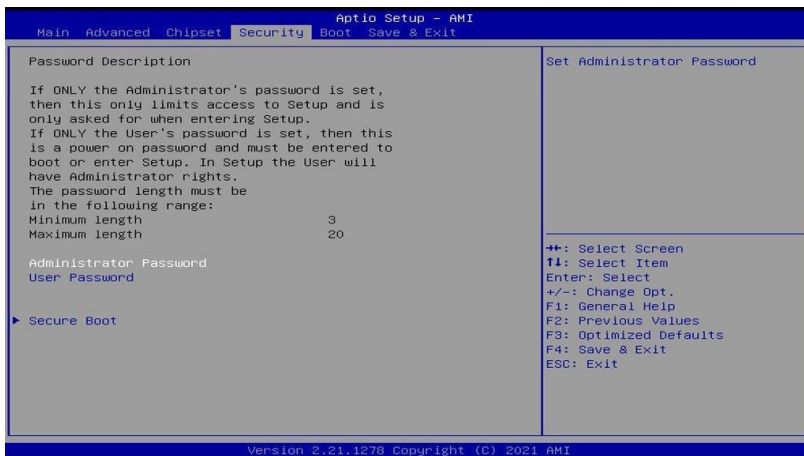 Aptio Setup – AMI
Main Advanced Chipset Security Boot Save & Exit
Password Description
If ONLY the Administrator's password is set,
then this only limits access to Setup and is
only asked for when entering Setup.
If ONLY the User's password is set, then this
is a power on password and must be entered to
boot or enter Setup. In Setup the User will
have Administrator rights.
The password length must be
in the following range:
Minimum length 3
Maximum length 20
Administrator Password
User Password
► Secure Boot
Set Administrator Password
→←: Select Screen
↑↓: Select Item
Enter: Select
+/-: Change Opt.
F1: General Help
F2: Previous Values
F3: Optimized Defaults
F4: Save & Exit
ESC: Exit
Version 2.21.1278 Copyright (C) 2021 AMI